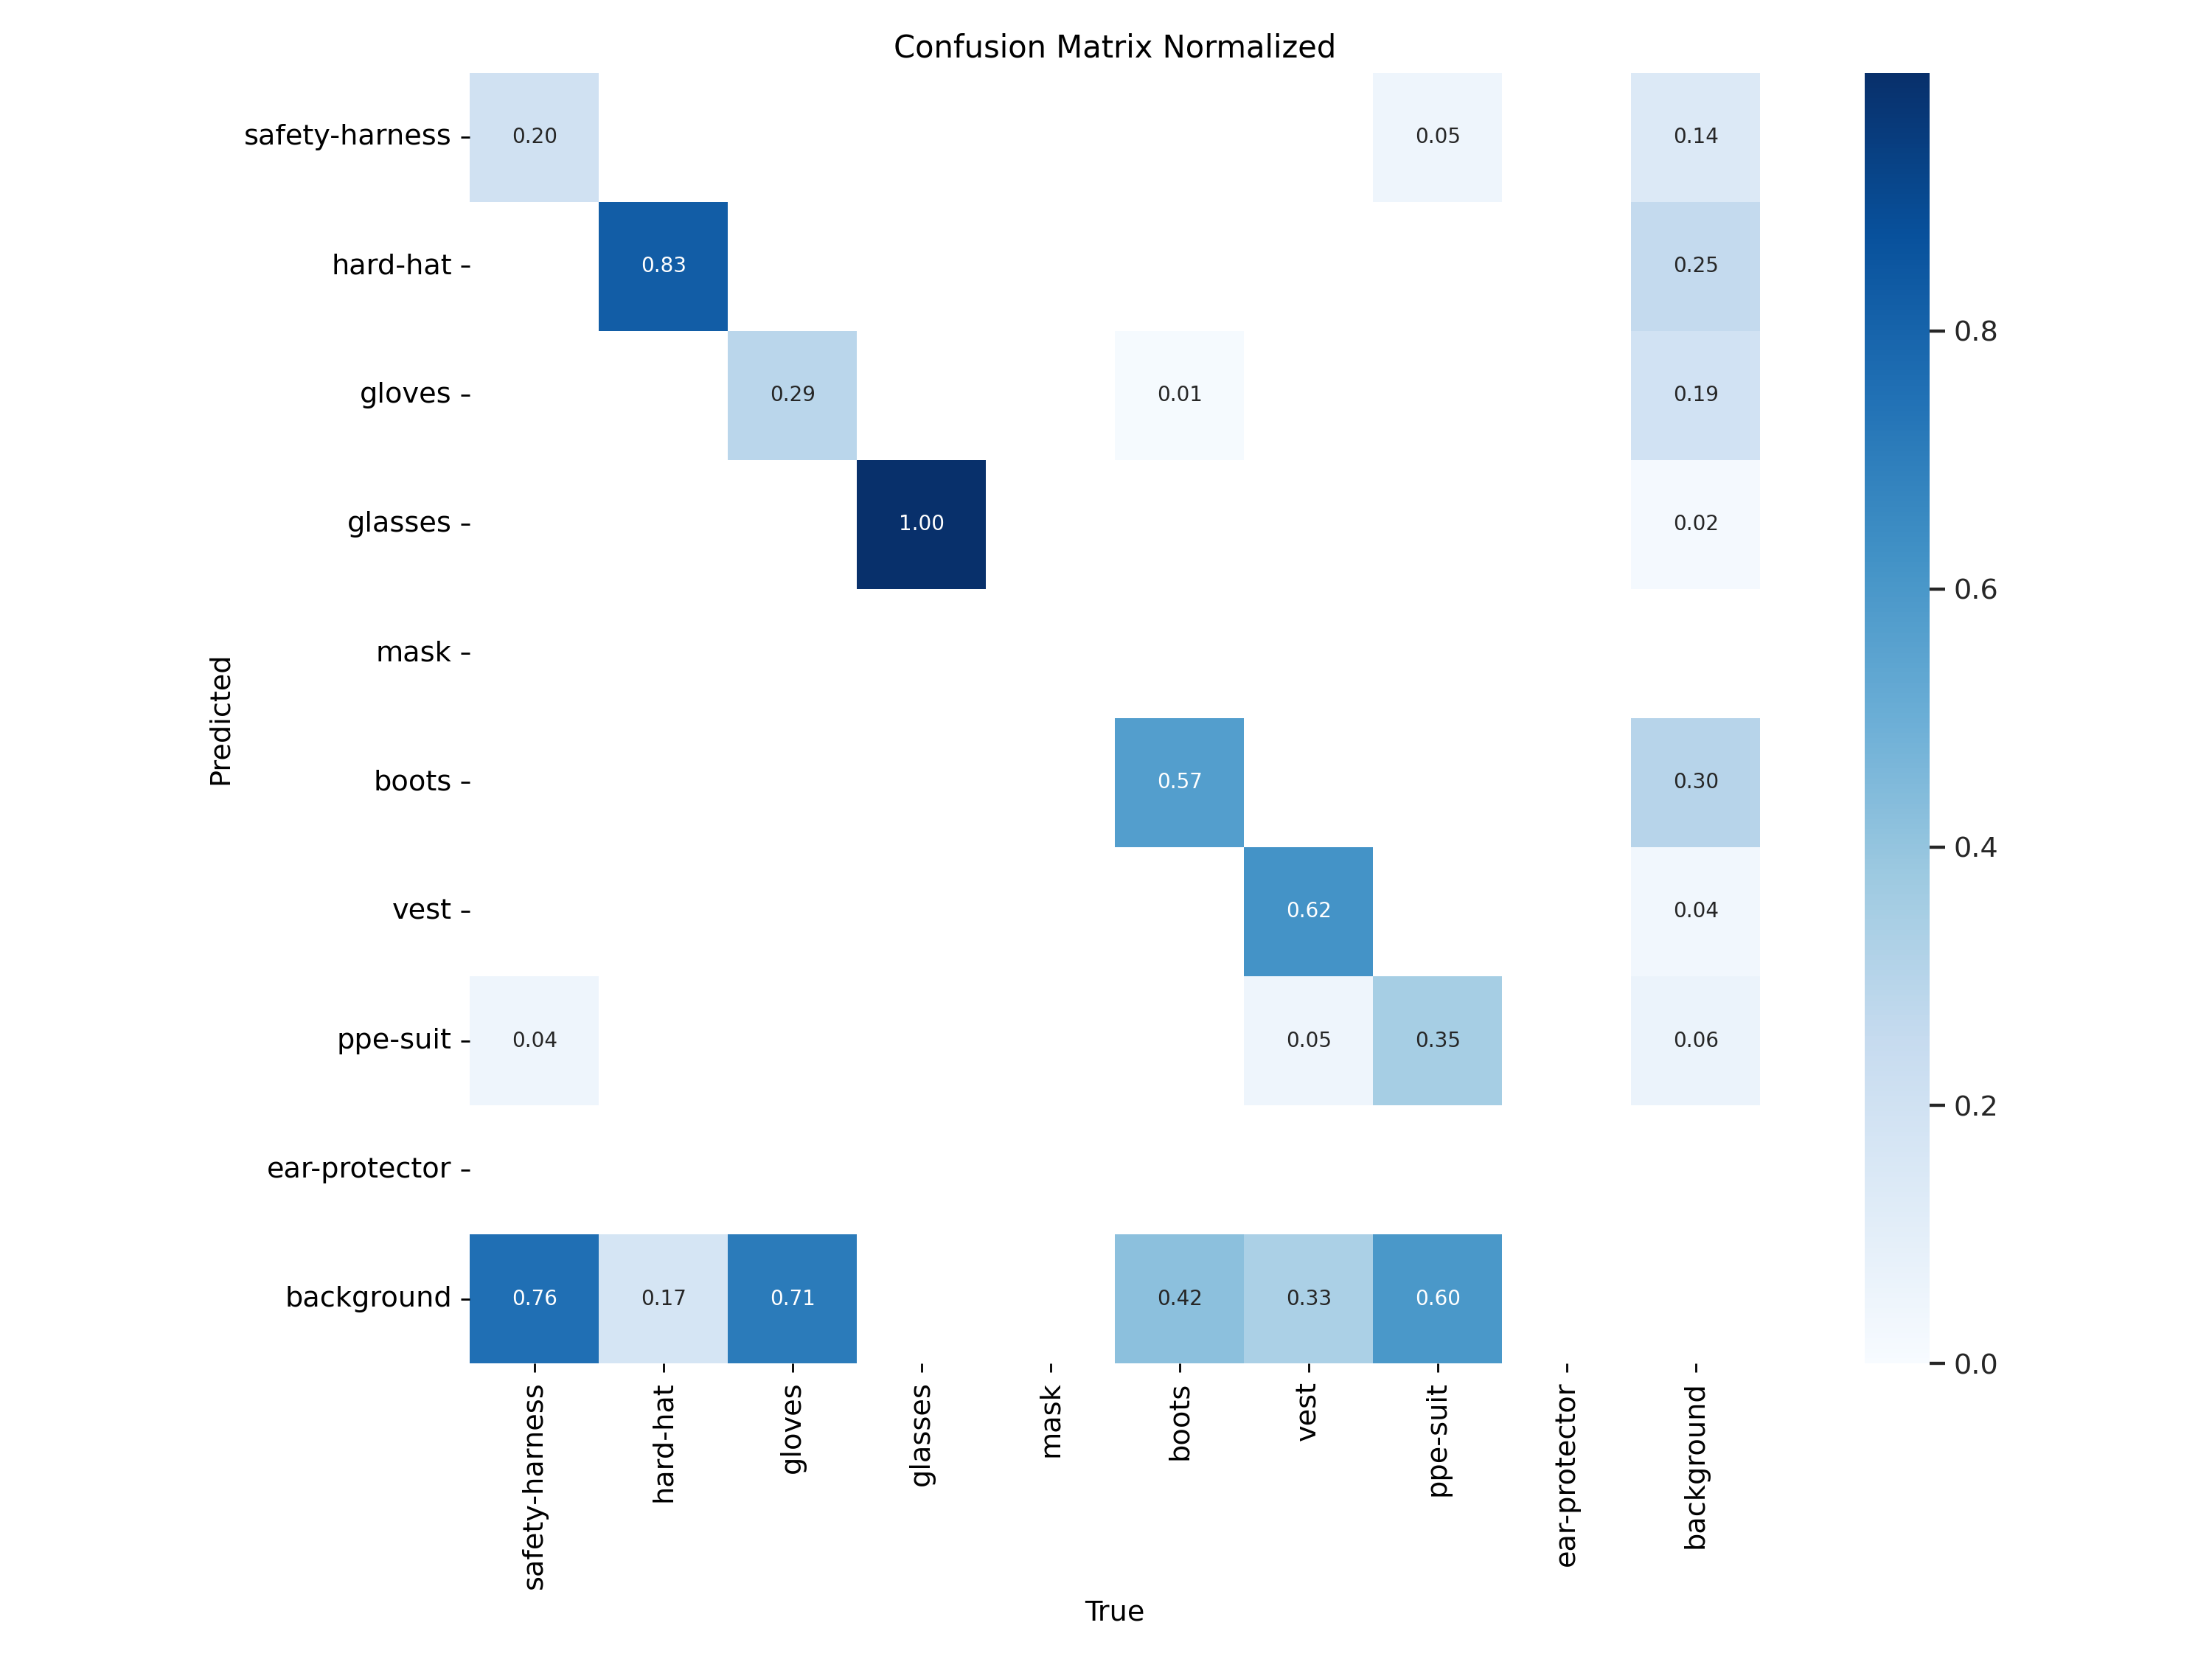 Confusion Matrix Normalized
safety-harness
0.20
0.05
0.14
hard-hat
0.83
0.25
0.8
gloves
0.29
0.01
0.19
glasses
1.00
0.02
0.6
mask
Predicted
boots
0.57
0.30
0.4
vest
0.62
0.04
ppe-suit
0.04
0.05
0.35
0.06
0.2
ear-protector
background
0.76
0.17
0.71
0.42
0.33
0.60
0.0
safety-harness
hard-hat
gloves
glasses
mask
boots
vest
ppe-suit
ear-protector
background
True